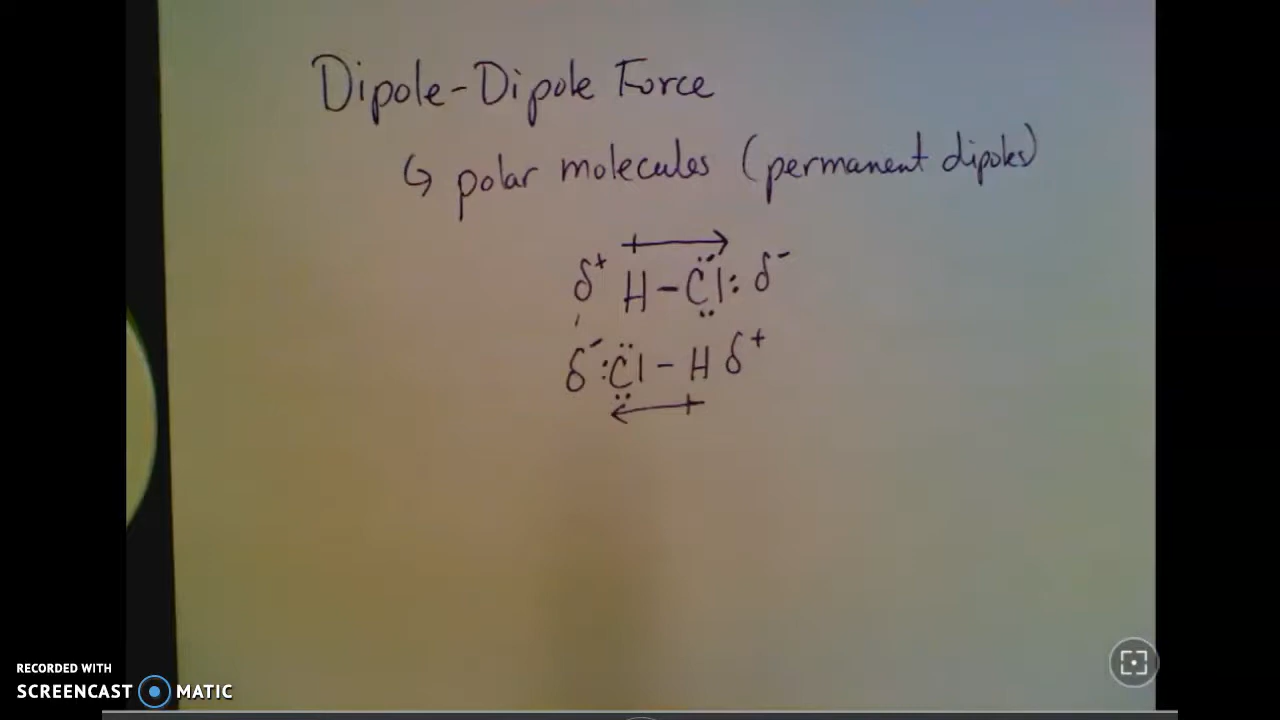 Dipole-Dipole Force
↳ polar molecules (permanent dipoles)
δ+ H–Cl: δ-
δ- :Cl–H δ+
RECORDED WITH
SCREENCAST MATIC